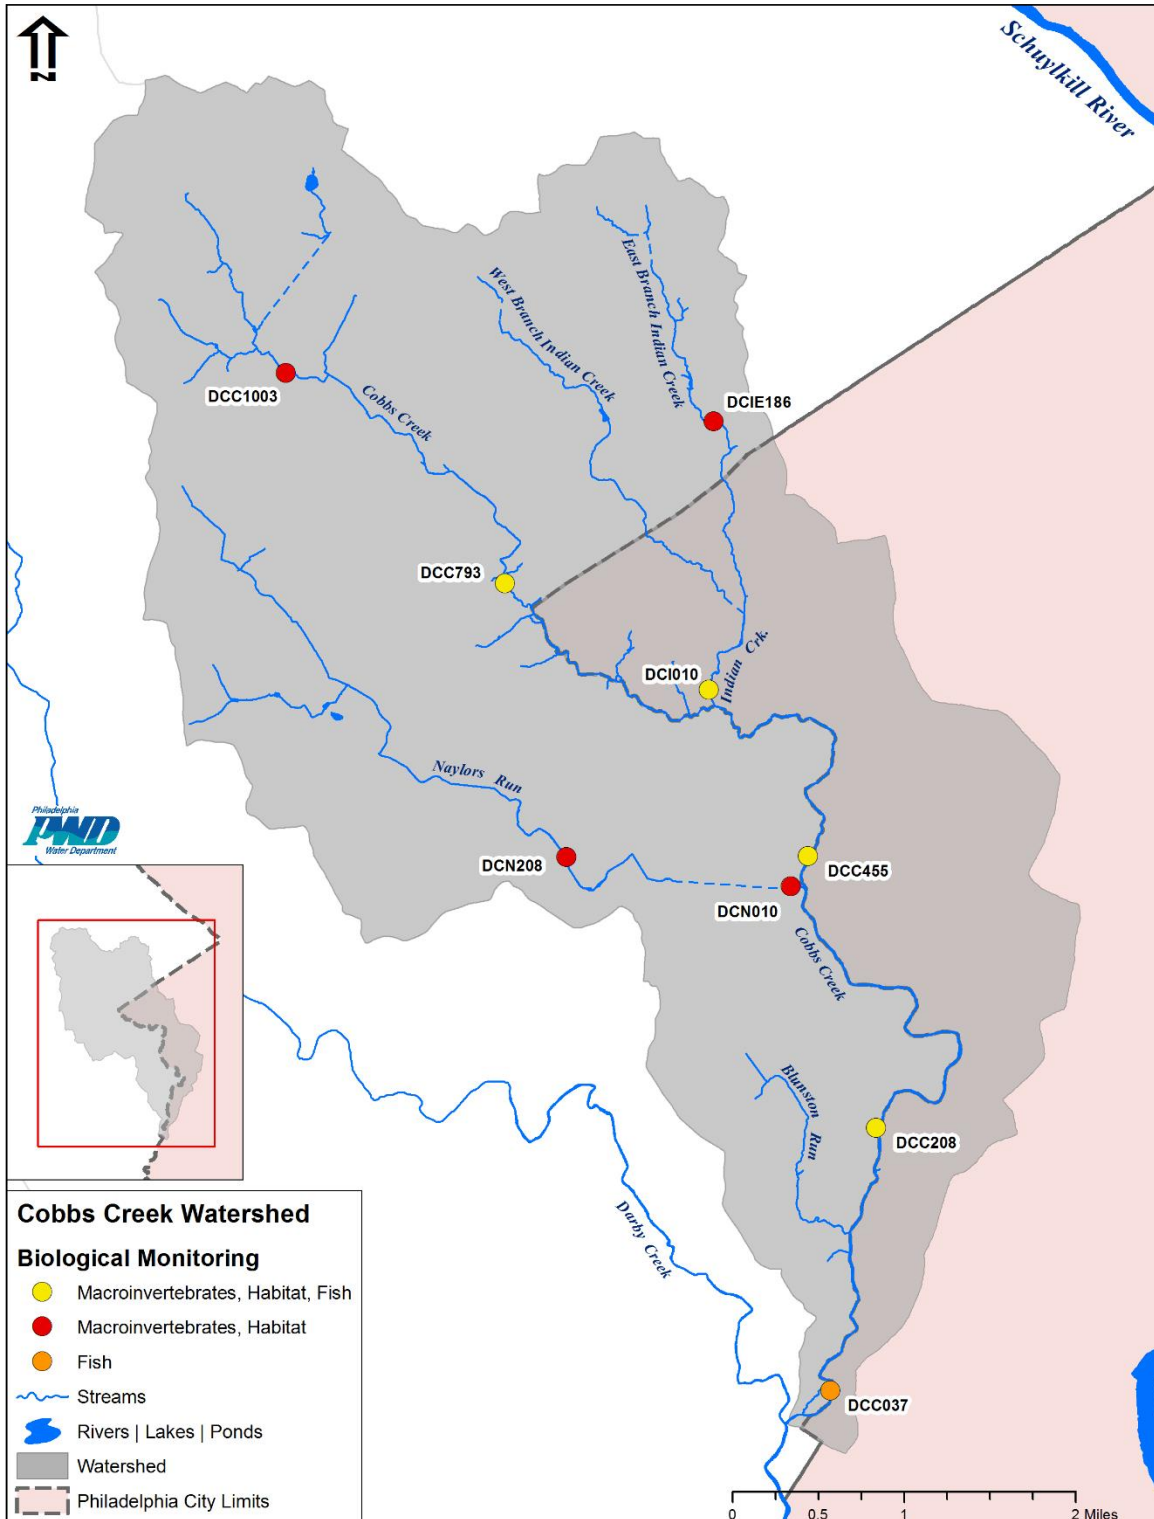 N
Schuylkill River
East Branch Indian Creek
West Branch Indian Creek
DCC1003
Cobbs Creek
DCIE186
DCC793
DCI010
Indian Crk.
Naylors Run
Philadelphia
PWD
Water Department
DCN208
DCC455
DCN010
Cobbs Creek
Blunston Run
DCC208
Darby Creek
DCC037
Cobbs Creek Watershed
Biological Monitoring
Macroinvertebrates, Habitat, Fish
Macroinvertebrates, Habitat
Fish
Streams
Rivers | Lakes | Ponds
Watershed
Philadelphia City Limits
0 0.5 1 2 Miles